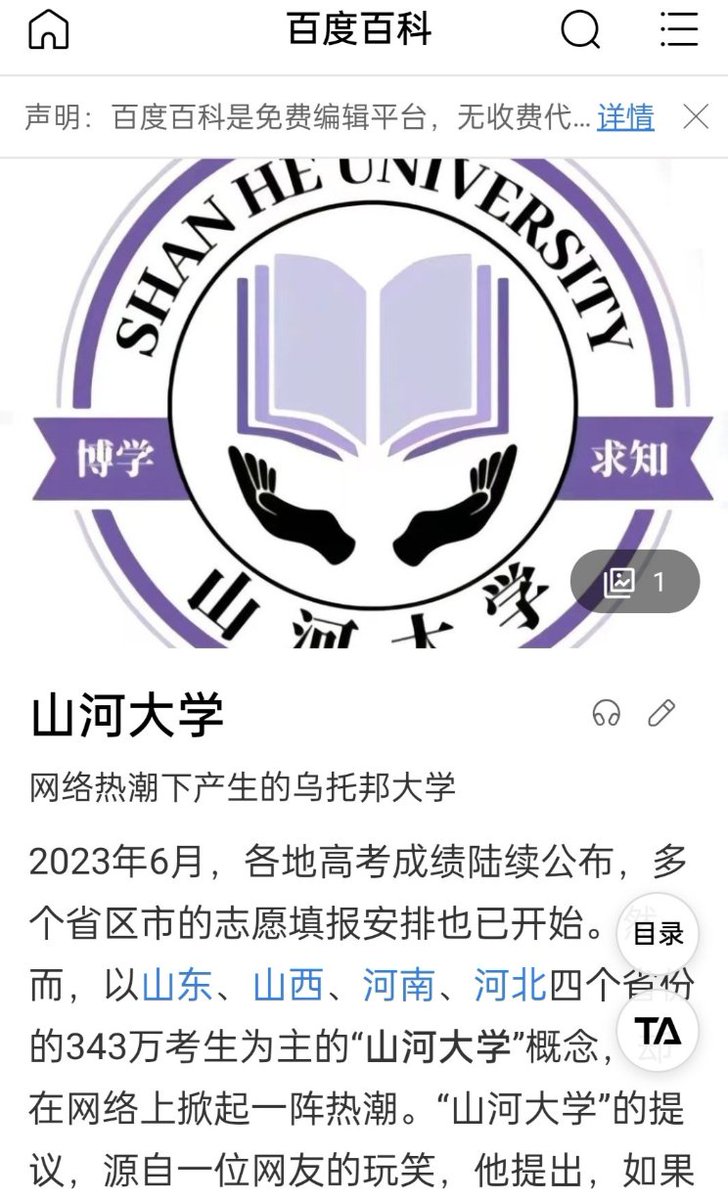 百度百科
声明：百度百科是免费编辑平台，无收费代... 详情
SHAN HE UNIVERSITY
博学
求知
山河大学
1
山河大学
网络热潮下产生的乌托邦大学
2023年6月，各地高考成绩陆续公布，多
个省区市的志愿填报安排也已开始。然
目录
而，以山东、山西、河南、河北四个省份
的343万考生为主的“山河大学”概念，却
TA
在网络上掀起一阵热潮。“山河大学”的提
议，源自一位网友的玩笑，他提出，如果